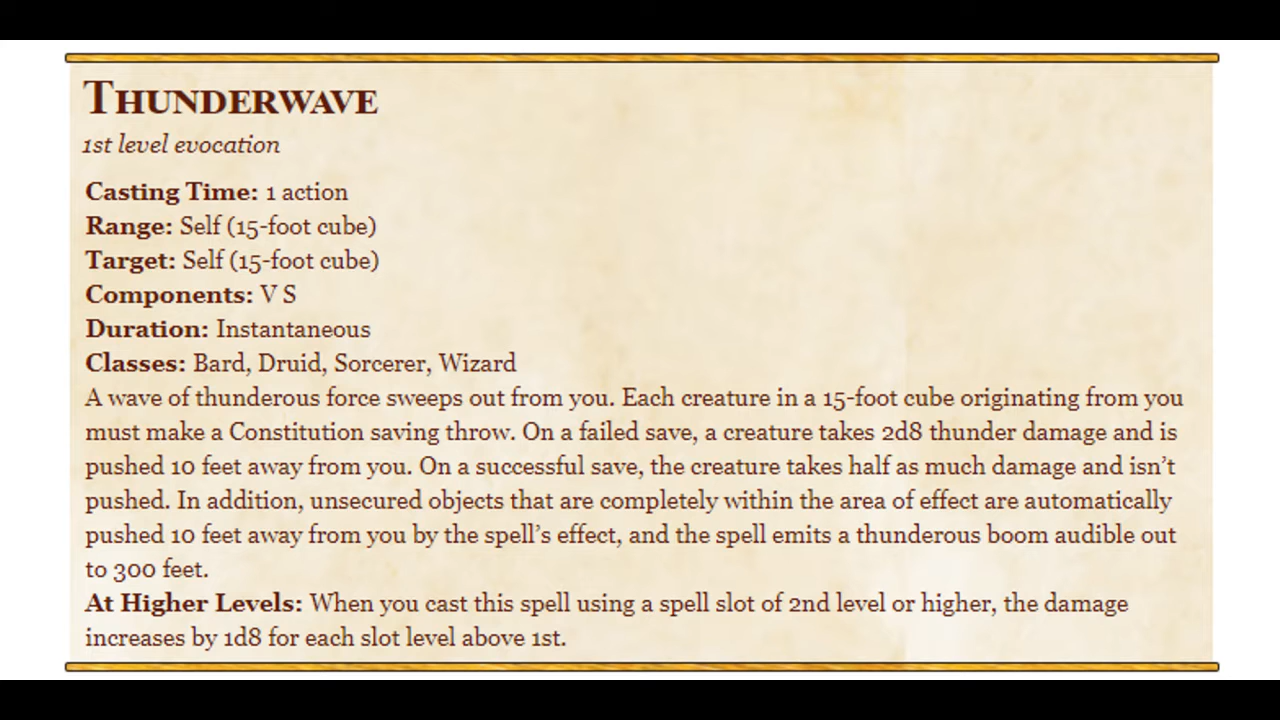 THUNDERWAVE
1st level evocation
Casting Time: 1 action
Range: Self (15-foot cube)
Target: Self (15-foot cube)
Components: V S
Duration: Instantaneous
Classes: Bard, Druid, Sorcerer, Wizard
A wave of thunderous force sweeps out from you. Each creature in a 15-foot cube originating from you
must make a Constitution saving throw. On a failed save, a creature takes 2d8 thunder damage and is
pushed 10 feet away from you. On a successful save, the creature takes half as much damage and isn’t
pushed. In addition, unsecured objects that are completely within the area of effect are automatically
pushed 10 feet away from you by the spell’s effect, and the spell emits a thunderous boom audible out
to 300 feet.
At Higher Levels: When you cast this spell using a spell slot of 2nd level or higher, the damage
increases by 1d8 for each slot level above 1st.